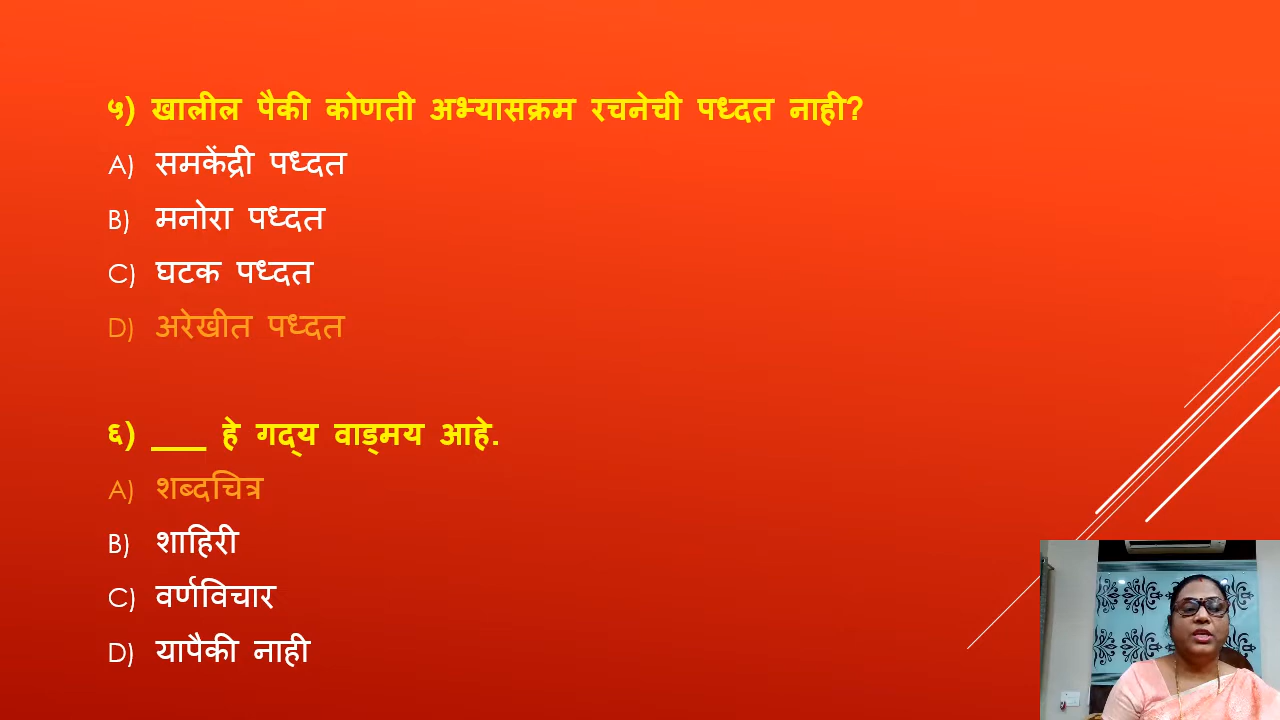 ५) खालील पैकी कोणती अभ्यासक्रम रचनेची पध्दत नाही?
A) समकेंद्री पध्दत
B) मनोरा पध्दत
C) घटक पध्दत
D) अरेखीत पध्दत
६) ___ हे गद्‌य वाड्‌मय आहे.
A) शब्दचित्र
B) शाहिरी
C) वर्णविचार
D) यापैकी नाही